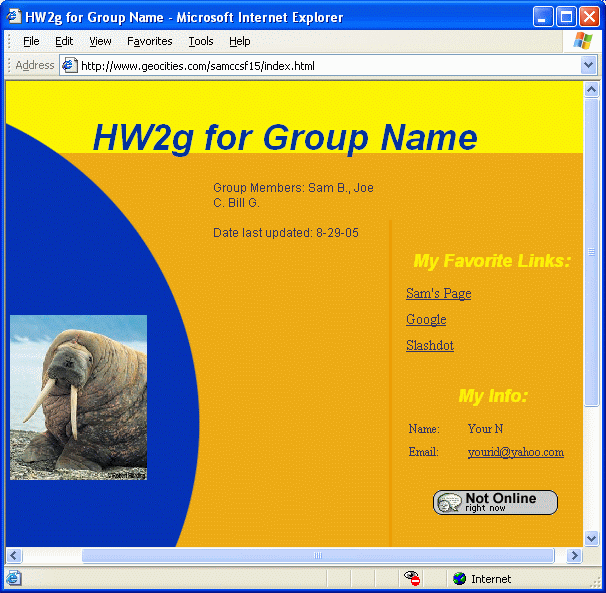 HW2g for Group Name - Microsoft Internet Explorer
File Edit View Favorites Tools Help
Address http://www.geocities.com/samccsf15/index.html
HW2g for Group Name
Group Members: Sam B., Joe
C. Bill G.
Date last updated: 8-29-05
My Favorite Links:
Sam's Page
Google
Slashdot
My Info:
Name: Your N
Email: yourid@yahoo.com
Not Online
right now
Internet